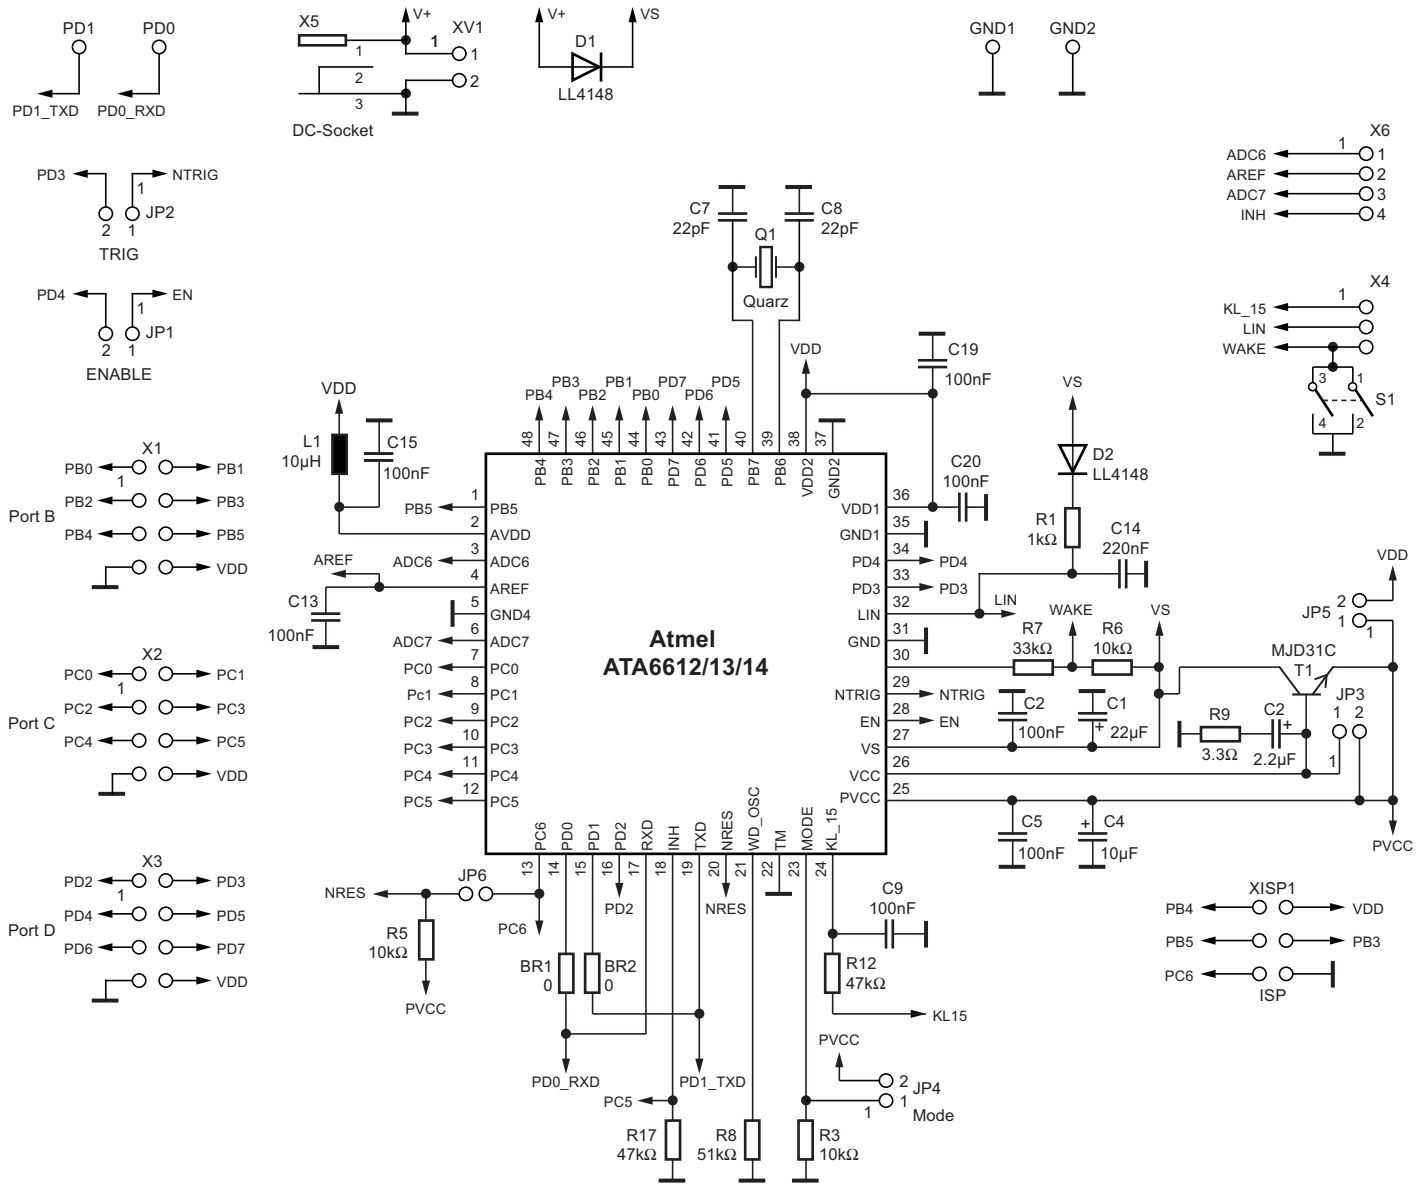 PD1
PD0
PD1_TXD
PD0_RXD
X5
V+
XV1
1
1
1
2
2
3
DC-Socket
V+
VS
D1
LL4148
GND1
GND2
X6
1
ADC6
1
AREF
2
ADC7
3
INH
4
PD3
NTRIG
1
JP2
2
1
TRIG
PD4
EN
1
JP1
2
1
ENABLE
X4
1
KL_15
LIN
WAKE
3
1
S1
4
2
C7
22pF
C8
22pF
Q1
Quarz
VDD
C19
100nF
VDD
L1
10µH
C15
100nF
PB4
PB3
PB2
PB1
PB0
PD7
PD6
PD5
48
47
46
45
44
43
42
41
40
39
38
37
PB4
PB3
PB2
PB1
PB0
PD7
PD6
PD5
PB7
PB6
VDD2
GND2
C20
100nF
VS
D2
LL4148
R1
1kΩ
C14
220nF
Port B
X1
PB0
PB1
1
PB2
PB3
PB4
PB5
VDD
Port C
X2
PC0
PC1
1
PC2
PC3
PC4
PC5
VDD
Port D
X3
PD2
PD3
1
PD4
PD5
PD6
PD7
VDD
AREF
C13
100nF
PB5
1
PB5
2
AVDD
ADC6
3
ADC6
4
AREF
5
GND4
ADC7
6
ADC7
PC0
7
PC0
Pc1
8
PC1
PC2
9
PC2
PC3
10
PC3
PC4
11
PC4
PC5
12
PC5
Atmel
ATA6612/13/14
VDD1
36
GND1
35
PD4
34
PD4
PD3
33
PD3
LIN
32
LIN
GND
31
30
NTRIG
29
NTRIG
EN
28
EN
VS
27
VCC
26
PVCC
25
WAKE
VS
R7
33kΩ
R6
10kΩ
C2
100nF
C1
+
22µF
VDD
2
JP5
1
1
MJD31C
T1
JP3
1
2
1
R9
3.3Ω
C2
+
2.2µF
C5
100nF
+
C4
10µF
PVCC
PC6
PD0
PD1
PD2
RXD
INH
TXD
NRES
WD_OSC
TM
MODE
KL_15
13
14
15
16
17
18
19
20
21
22
23
24
NRES
JP6
PC6
PD2
NRES
R5
10kΩ
PVCC
BR1
0
BR2
0
C9
100nF
R12
47kΩ
KL15
PD0_RXD
PD1_TXD
PVCC
2
JP4
1
1
Mode
PC5
R17
47kΩ
R8
51kΩ
R3
10kΩ
XISP1
PB4
VDD
PB5
PB3
PC6
ISP